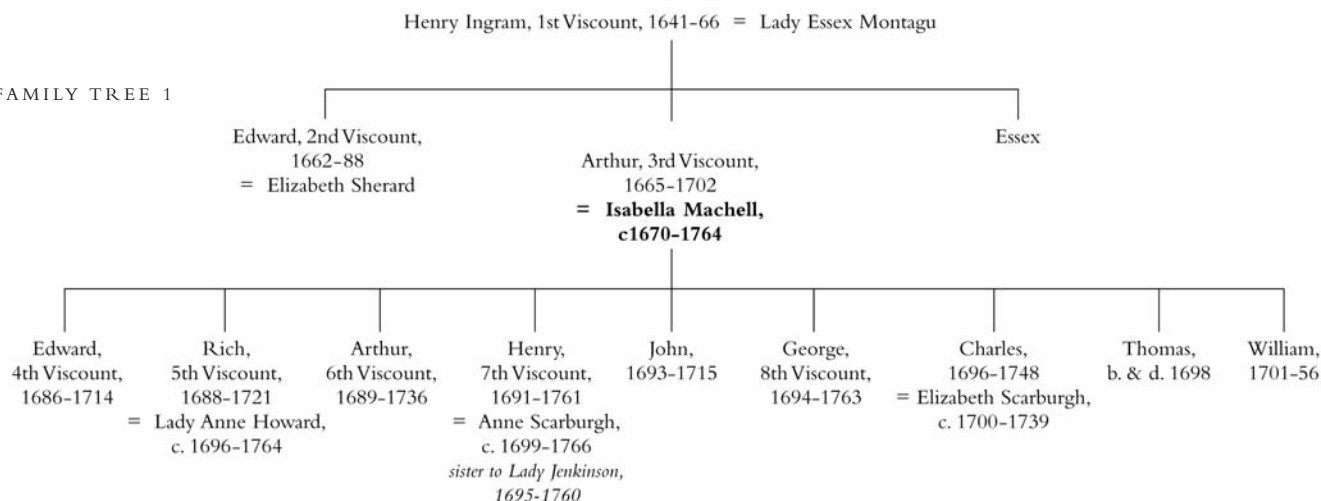 Henry Ingram, 1st Viscount, 1641-66 = Lady Essex Montagu
FAMILY TREE 1
Edward, 2nd Viscount,
1662-88
= Elizabeth Sherard
Arthur, 3rd Viscount,
1665-1702
= Isabella Machell,
c1670-1764
Essex
Edward,
4th Viscount,
1686-1714
Rich,
5th Viscount,
1688-1721
= Lady Anne Howard,
c. 1696-1764
Arthur,
6th Viscount,
1689-1736
Henry,
7th Viscount,
1691-1761
= Anne Scarburgh,
c. 1699-1766
sister to Lady Jenkinson,
1695-1760
John,
1693-1715
George,
8th Viscount,
1694-1763
Charles,
1696-1748
= Elizabeth Scarburgh,
c. 1700-1739
Thomas,
b. & d. 1698
William,
1701-56